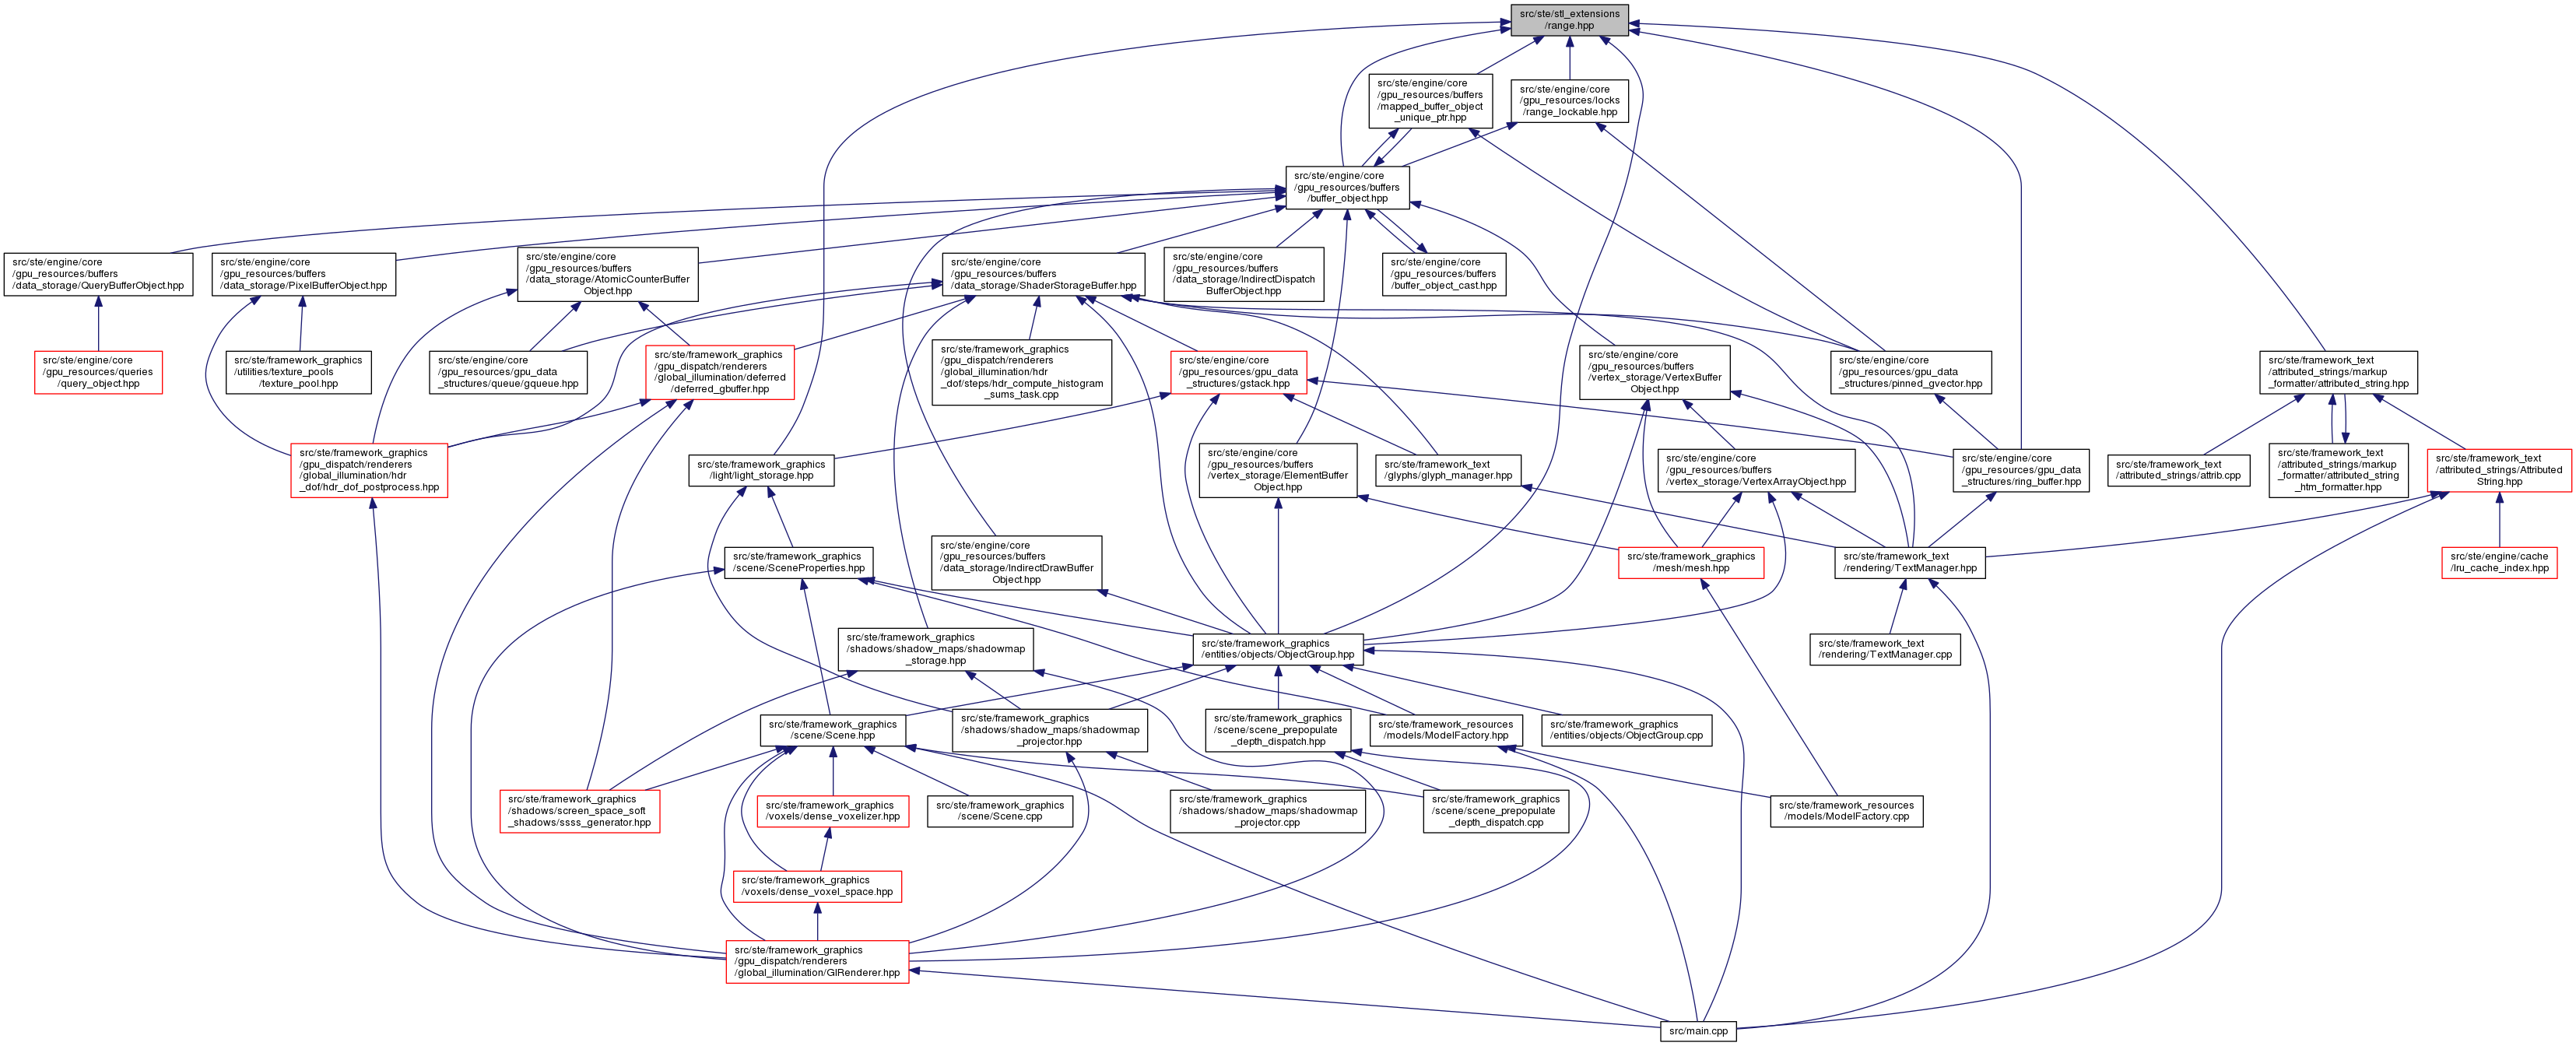 src/ste/stl_extensions
/range.hpp
src/ste/engine/core
/gpu_resources/buffers
/mapped_buffer_object
_unique_ptr.hpp
src/ste/engine/core
/gpu_resources/locks
/range_lockable.hpp
src/ste/engine/core
/gpu_resources/buffers
/buffer_object.hpp
src/ste/engine/core
/gpu_resources/buffers
/data_storage/QueryBufferObject.hpp
src/ste/engine/core
/gpu_resources/buffers
/data_storage/PixelBufferObject.hpp
src/ste/engine/core
/gpu_resources/buffers
/data_storage/AtomicCounterBuffer
Object.hpp
src/ste/engine/core
/gpu_resources/buffers
/data_storage/ShaderStorageBuffer.hpp
src/ste/engine/core
/gpu_resources/buffers
/data_storage/IndirectDispatch
BufferObject.hpp
src/ste/engine/core
/gpu_resources/buffers
/buffer_object_cast.hpp
src/ste/engine/core
/gpu_resources/queries
/query_object.hpp
src/ste/framework_graphics
/utilities/texture_pools
/texture_pool.hpp
src/ste/engine/core
/gpu_resources/gpu_data
_structures/queue/gqueue.hpp
src/ste/framework_graphics
/gpu_dispatch/renderers
/global_illumination/deferred
/deferred_gbuffer.hpp
src/ste/framework_graphics
/gpu_dispatch/renderers
/global_illumination/hdr
_dof/steps/hdr_compute_histogram
_sums_task.cpp
src/ste/engine/core
/gpu_resources/gpu_data
_structures/gstack.hpp
src/ste/engine/core
/gpu_resources/buffers
/vertex_storage/VertexBuffer
Object.hpp
src/ste/engine/core
/gpu_resources/gpu_data
_structures/pinned_gvector.hpp
src/ste/framework_text
/attributed_strings/markup
_formatter/attributed_string.hpp
src/ste/framework_graphics
/gpu_dispatch/renderers
/global_illumination/hdr
_dof/hdr_dof_postprocess.hpp
src/ste/framework_graphics
/light/light_storage.hpp
src/ste/engine/core
/gpu_resources/buffers
/vertex_storage/ElementBuffer
Object.hpp
src/ste/framework_text
/glyphs/glyph_manager.hpp
src/ste/engine/core
/gpu_resources/buffers
/vertex_storage/VertexArrayObject.hpp
src/ste/engine/core
/gpu_resources/gpu_data
_structures/ring_buffer.hpp
src/ste/framework_text
/attributed_strings/attrib.cpp
src/ste/framework_text
/attributed_strings/markup
_formatter/attributed_string
_htm_formatter.hpp
src/ste/framework_text
/attributed_strings/Attributed
String.hpp
src/ste/framework_graphics
/scene/SceneProperties.hpp
src/ste/engine/core
/gpu_resources/buffers
/data_storage/IndirectDrawBuffer
Object.hpp
src/ste/framework_graphics
/mesh/mesh.hpp
src/ste/framework_text
/rendering/TextManager.hpp
src/ste/engine/cache
/lru_cache_index.hpp
src/ste/framework_graphics
/shadows/shadow_maps/shadowmap
_storage.hpp
src/ste/framework_graphics
/entities/objects/ObjectGroup.hpp
src/ste/framework_text
/rendering/TextManager.cpp
src/ste/framework_graphics
/scene/Scene.hpp
src/ste/framework_graphics
/shadows/shadow_maps/shadowmap
_projector.hpp
src/ste/framework_graphics
/scene/scene_prepopulate
_depth_dispatch.hpp
src/ste/framework_resources
/models/ModelFactory.hpp
src/ste/framework_graphics
/entities/objects/ObjectGroup.cpp
src/ste/framework_graphics
/shadows/screen_space_soft
_shadows/ssss_generator.hpp
src/ste/framework_graphics
/voxels/dense_voxelizer.hpp
src/ste/framework_graphics
/scene/Scene.cpp
src/ste/framework_graphics
/shadows/shadow_maps/shadowmap
_projector.cpp
src/ste/framework_graphics
/scene/scene_prepopulate
_depth_dispatch.cpp
src/ste/framework_resources
/models/ModelFactory.cpp
src/ste/framework_graphics
/voxels/dense_voxel_space.hpp
src/ste/framework_graphics
/gpu_dispatch/renderers
/global_illumination/GIRenderer.hpp
src/main.cpp